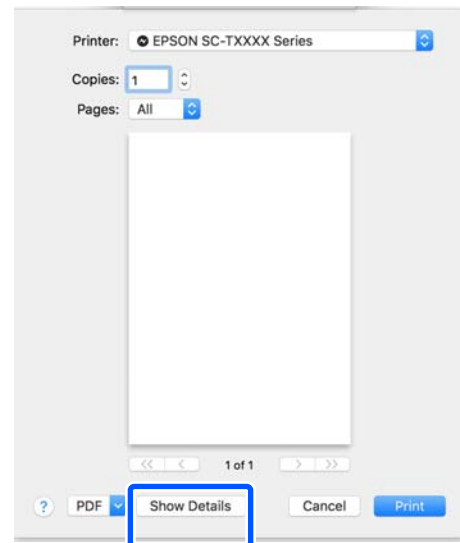 Printer: EPSON SC-TXXXX Series
Copies: 1
Pages: All
<< < 1 of 1 > >>
? PDF Show Details Cancel Print